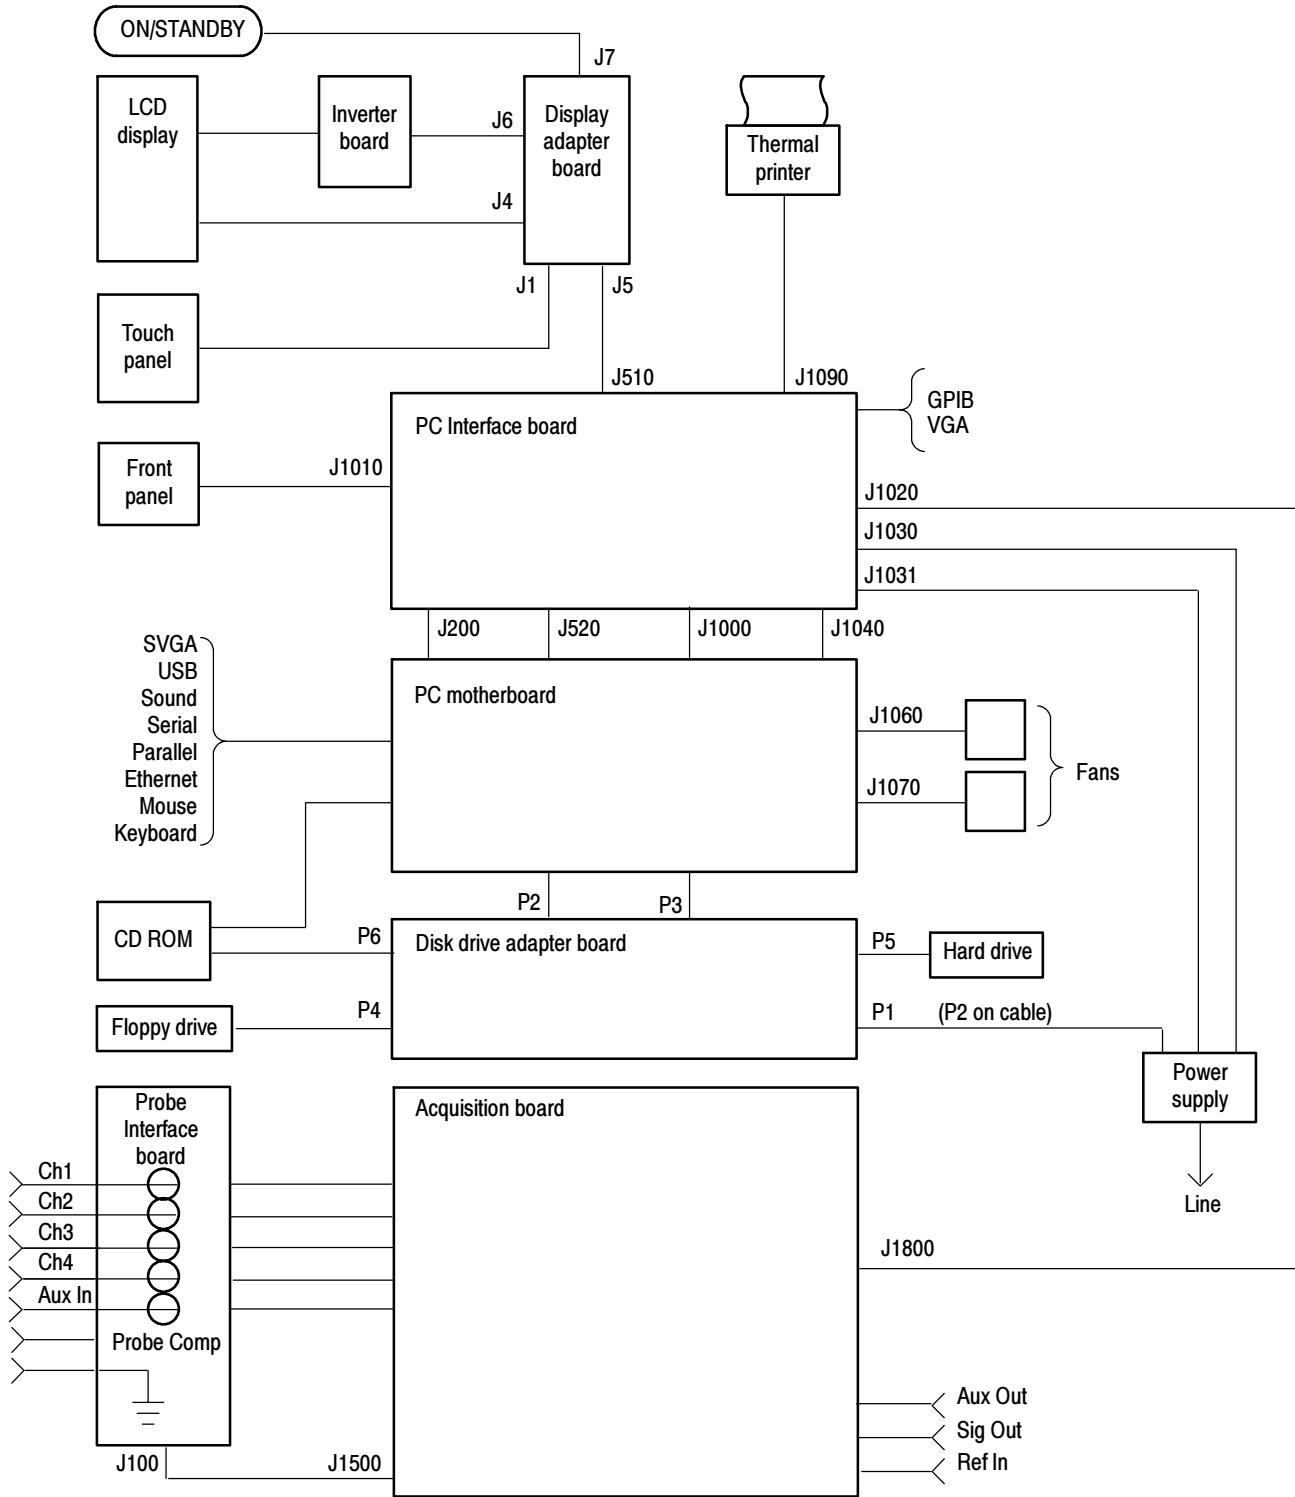 ON/STANDBY
J7
LCD
display
Inverter
board
J6
J4
Display
adapter
board
Thermal
printer
J1
J5
Touch
panel
J510
J1090
GPIB
VGA
PC Interface board
Front
panel
J1010
J1020
J1030
J1031
J200
J520
J1000
J1040
SVGA
USB
Sound
Serial
Parallel
Ethernet
Mouse
Keyboard
PC motherboard
J1060
J1070
Fans
P2
P3
CD ROM
P6
Disk drive adapter board
P5
Hard drive
Floppy drive
P4
P1
(P2 on cable)
Power
supply
Line
Probe
Interface
board
Acquisition board
Ch1
Ch2
Ch3
Ch4
Aux In
Probe Comp
J1800
Aux Out
Sig Out
Ref In
J100
J1500